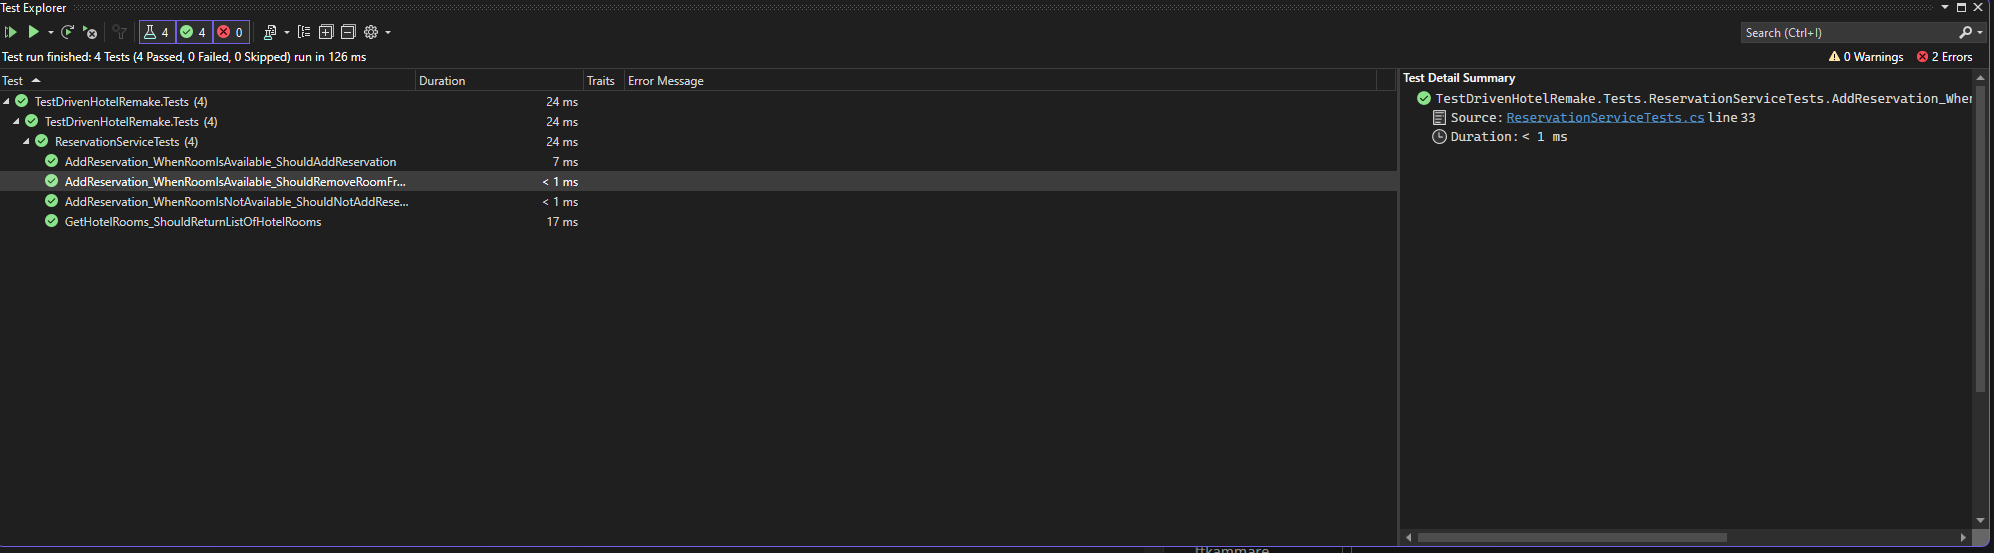 Test Explorer
4 4 0
Search (Ctrl+I)
Test run finished: 4 Tests (4 Passed, 0 Failed, 0 Skipped) run in 126 ms
0 Warnings 2 Errors
Test Duration Traits Error Message
TestDrivenHotelRemake.Tests (4) 24 ms
TestDrivenHotelRemake.Tests (4) 24 ms
ReservationServiceTests (4) 24 ms
AddReservation_WhenRoomIsAvailable_ShouldAddReservation 7 ms
AddReservation_WhenRoomIsAvailable_ShouldRemoveRoomFr... < 1 ms
AddReservation_WhenRoomIsNotAvailable_ShouldNotAddRese... < 1 ms
GetHotelRooms_ShouldReturnListOfHotelRooms 17 ms
Test Detail Summary
TestDrivenHotelRemake.Tests.ReservationServiceTests.AddReservation_Whe
Source: ReservationServiceTests.cs line 33
Duration: < 1 ms